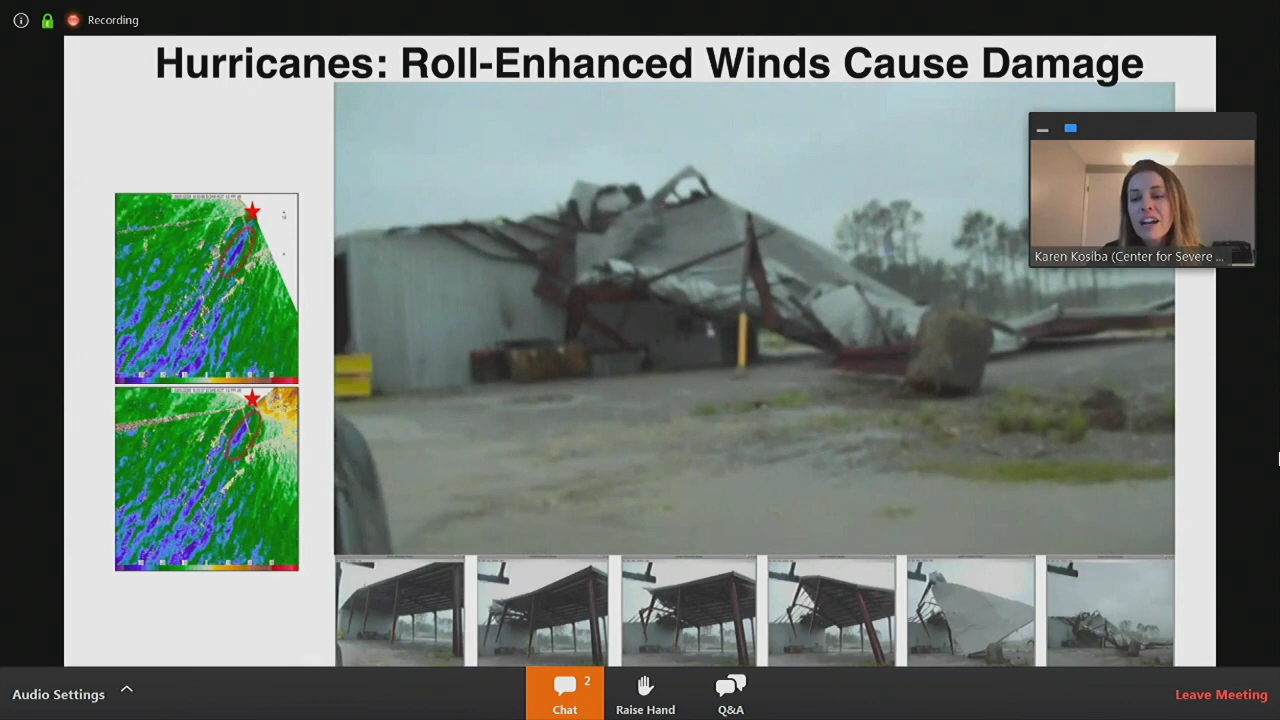 Recording
Hurricanes: Roll-Enhanced Winds Cause Damage
Karen Kosiba (Center for Severe ...
Audio Settings
2
Chat
Raise Hand
Q&A
Leave Meeting